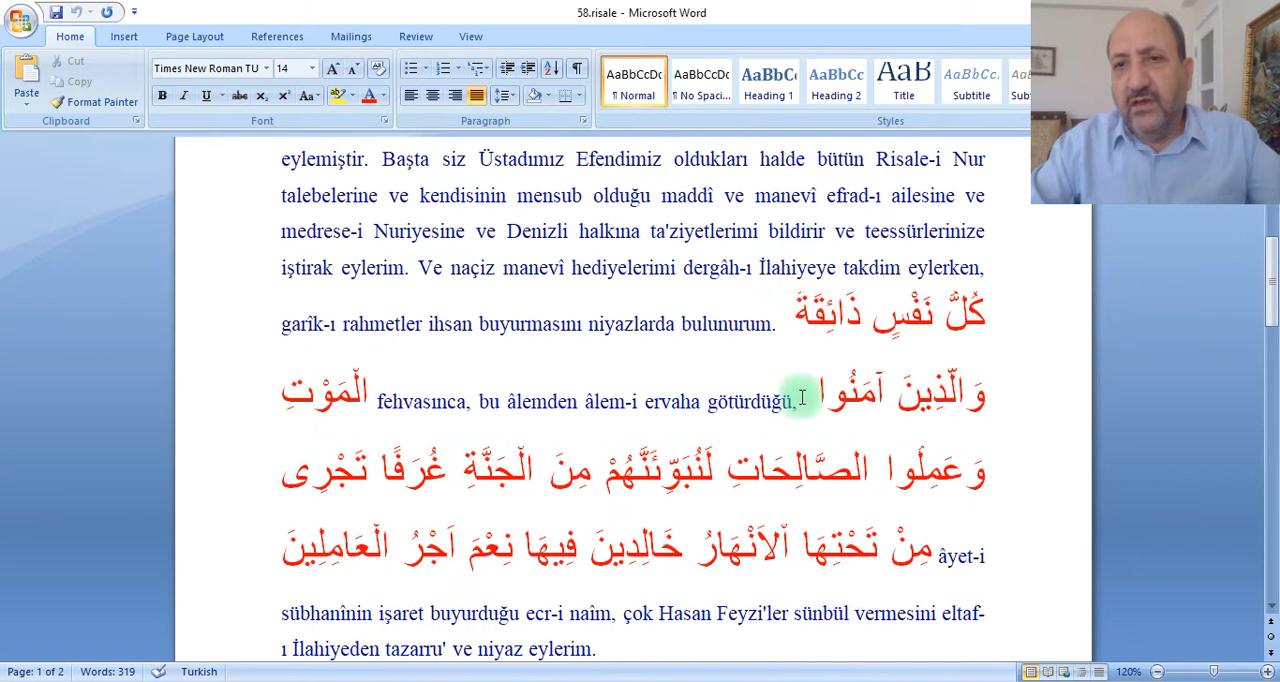 58.risale - Microsoft Word
Home Insert Page Layout References Mailings Review View
Paste
Cut
Copy
Format Painter
Clipboard
Times New Roman TU 14
Font
Paragraph
AaBbCcDc AaBbCcDc AaBbC AaBbCc AaB AaBbCc.
¶ Normal ¶ No Spaci... Heading 1 Heading 2 Title Subtitle
Styles
eylemiştir. Başta siz Üstadımız Efendimiz oldukları halde bütün Risale-i Nur
talebelerine ve kendisinin mensub olduğu maddî ve manevî efrad-ı ailesine ve
medrese-i Nuriyesine ve Denizli halkına ta'ziyetlerimi bildirir ve teessürlerinize
iştirak eylerim. Ve naçiz manevî hediyelerimi dergâh-ı İlahiyeye takdim eylerken,
garîk-ı rahmetler ihsan buyurmasını niyazlarda bulunurum. كُلُّ نَفْسٍ ذَائِقَةُ
الْمَوْتِ fehvasınca, bu âlemden âlem-i ervaha götürdüğü, وَالَّذِينَ آمَنُوا
وَعَمِلُوا الصَّالِحَاتِ لَنُبَوِّئَنَّهُمْ مِنَ الْجَنَّةِ غُرَفًا تَجْرِى
مِنْ تَحْتِهَا اْلاَنْهَارُ خَالِدِينَ فِيهَا نِعْمَ اَجْرُ الْعَامِلِينَ âyet-i
sübhanînin işaret buyurduğu ecr-i naîm, çok Hasan Feyzi'ler sünbül vermesini eltaf-
ı İlahiyeden tazarru' ve niyaz eylerim.
Page: 1 of 2 Words: 319 Turkish 120%